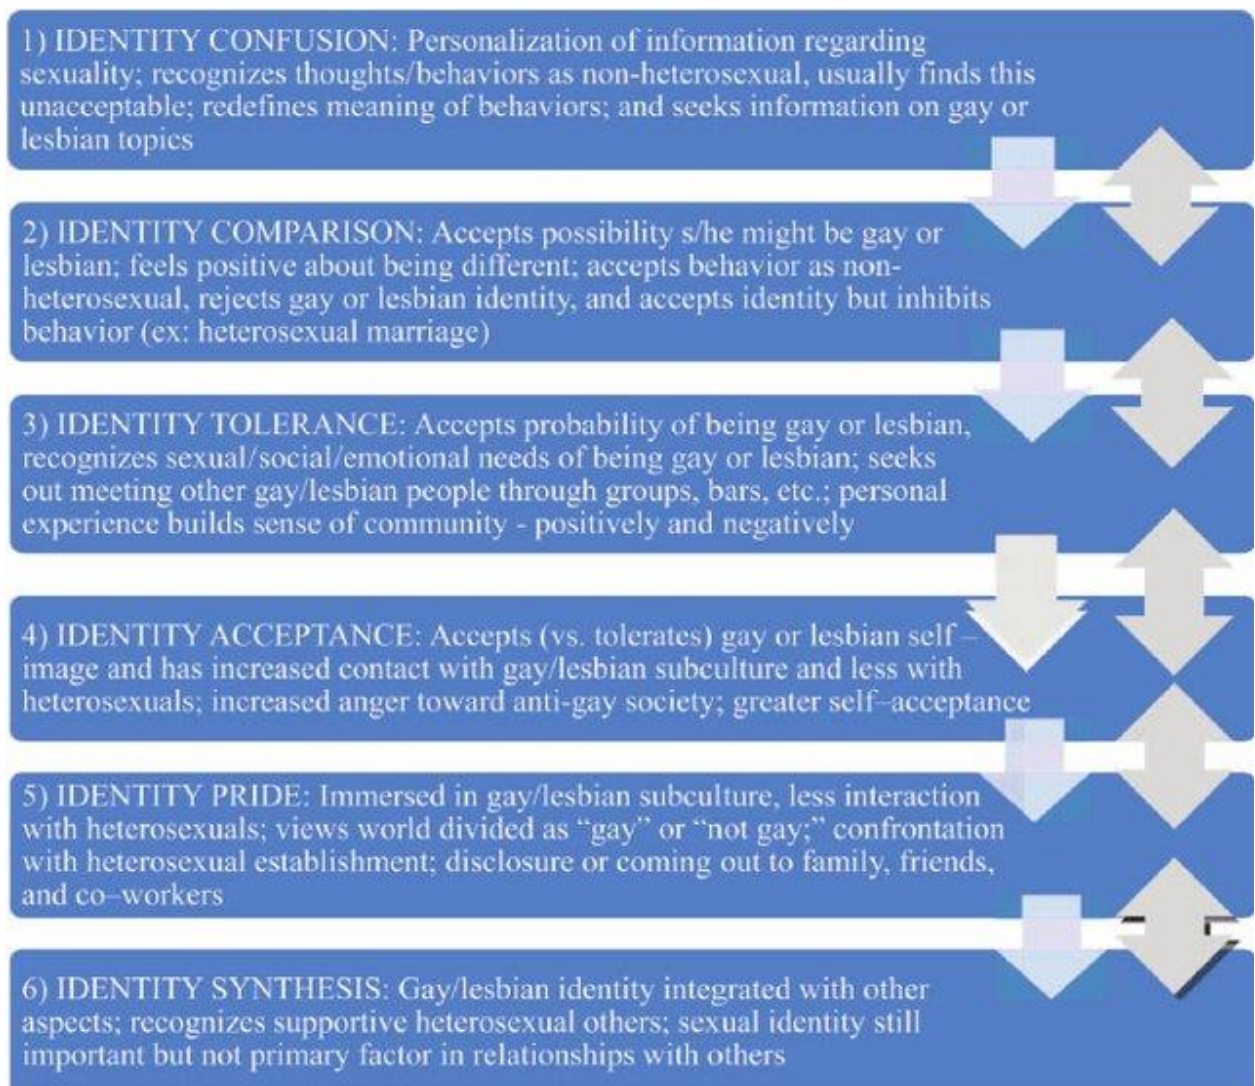 1) IDENTITY CONFUSION: Personalization of information regarding
sexuality; recognizes thoughts/behaviors as non-heterosexual, usually finds this
unacceptable; redefines meaning of behaviors; and seeks information on gay or
lesbian topics
2) IDENTITY COMPARISON: Accepts possibility s/he might be gay or
lesbian; feels positive about being different; accepts behavior as non-
heterosexual, rejects gay or lesbian identity, and accepts identity but inhibits
behavior (ex: heterosexual marriage)
3) IDENTITY TOLERANCE: Accepts probability of being gay or lesbian,
recognizes sexual/social/emotional needs of being gay or lesbian; seeks
out meeting other gay/lesbian people through groups, bars, etc.; personal
experience builds sense of community - positively and negatively
4) IDENTITY ACCEPTANCE: Accepts (vs. tolerates) gay or lesbian self –
image and has increased contact with gay/lesbian subculture and less with
heterosexuals; increased anger toward anti-gay society; greater self–acceptance
5) IDENTITY PRIDE: Immersed in gay/lesbian subculture, less interaction
with heterosexuals; views world divided as “gay” or “not gay;” confrontation
with heterosexual establishment; disclosure or coming out to family, friends,
and co–workers
6) IDENTITY SYNTHESIS: Gay/lesbian identity integrated with other
aspects; recognizes supportive heterosexual others; sexual identity still
important but not primary factor in relationships with others